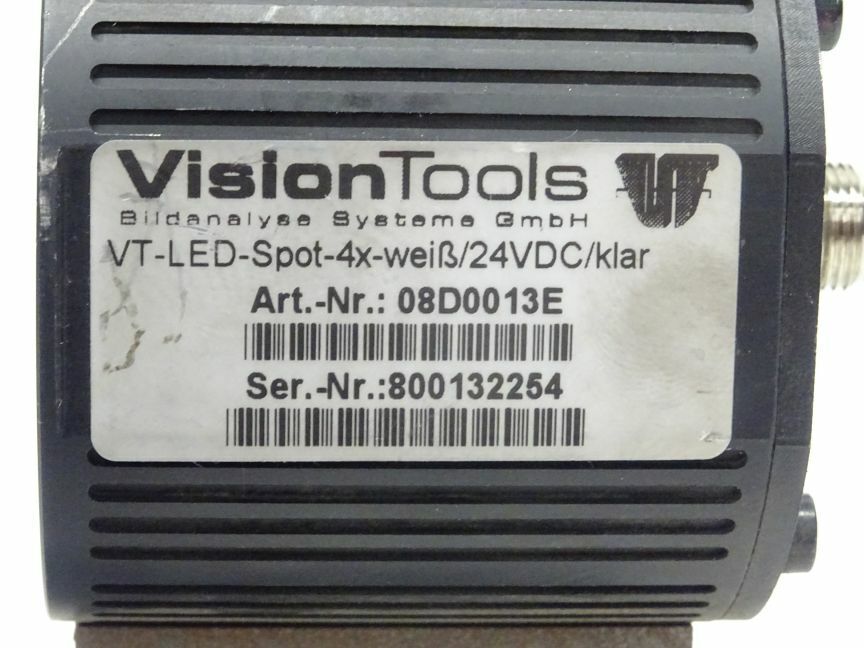 VisionTools
Bildanalyse Systeme GmbH
VT-LED-Spot-4x-weiß/24VDC/klar
Art.-Nr.: 08D0013E
Ser.-Nr.:800132254